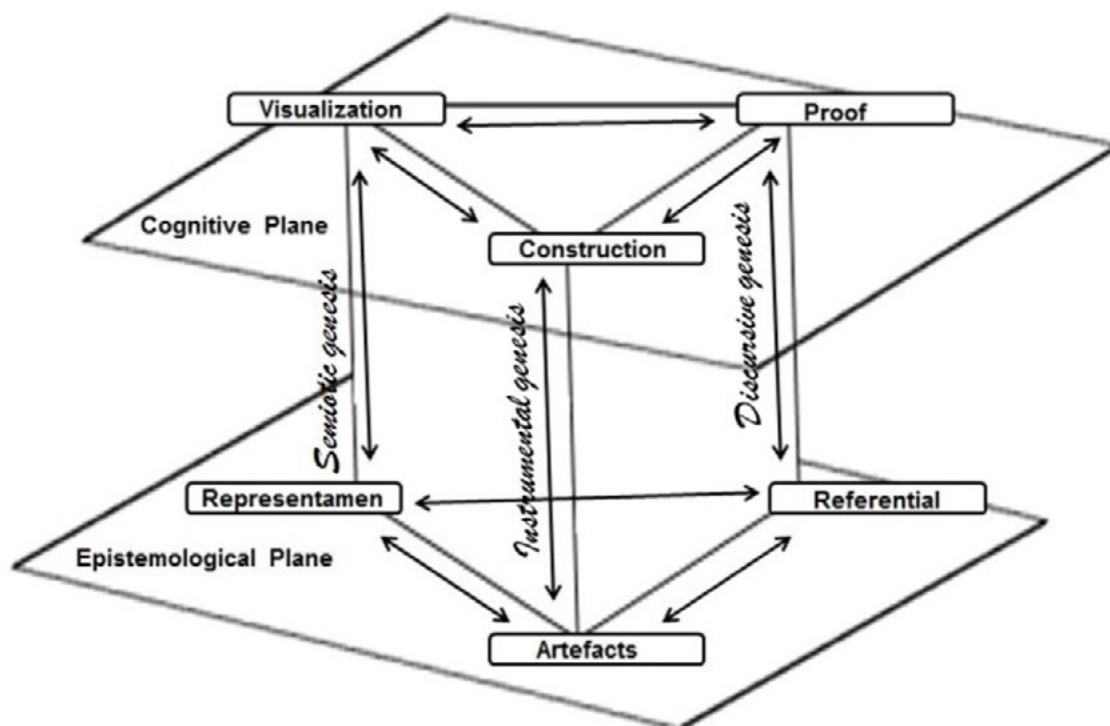 Visualization
Proof
Cognitive Plane
Construction
Semiotic genesis
Instrumental genesis
Discursive genesis
Representamen
Referential
Epistemological Plane
Artefacts